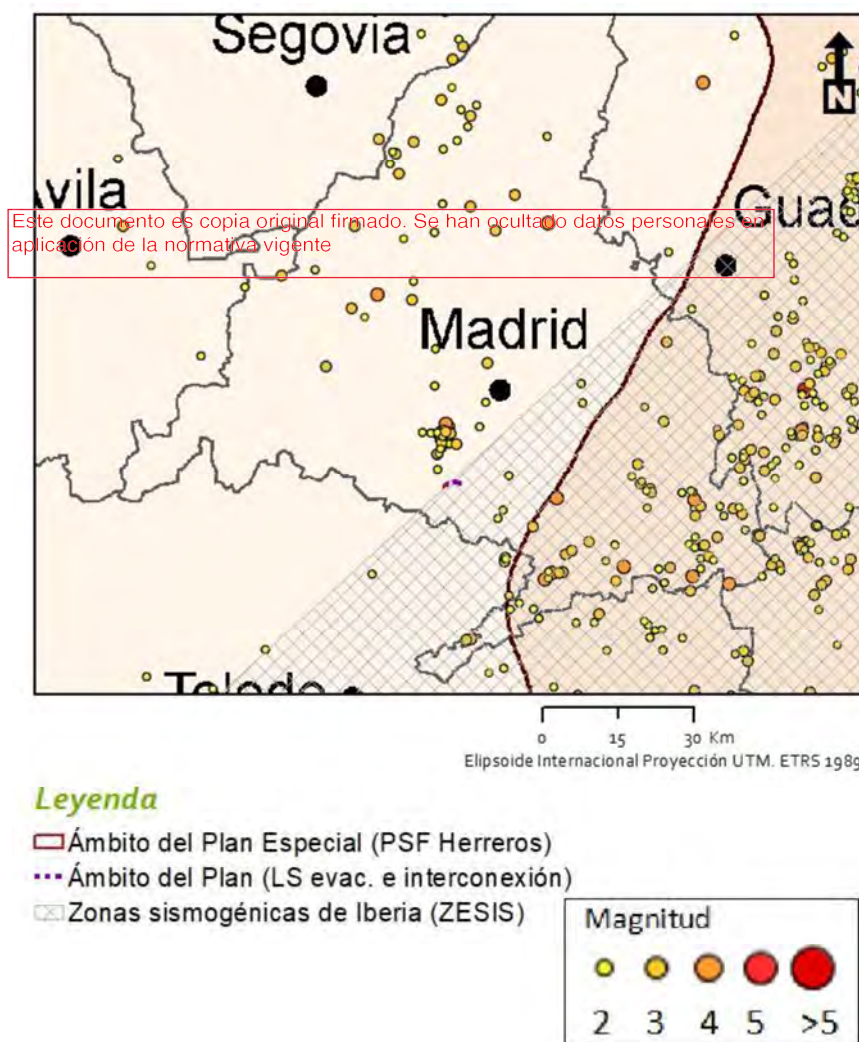 Segovia
N
Avila
Guad
Este documento es copia original firmado. Se han ocultado datos personales en
aplicación de la normativa vigente
Madrid
Toledo
0 15 30 Km
Elipsoide Internacional Proyección UTM. ETRS 1989
Leyenda
Ámbito del Plan Especial (PSF Herreros)
Ámbito del Plan (LS evac. e interconexión)
Zonas sismogénicas de Iberia (ZESIS)
Magnitud
2 3 4 5 >5